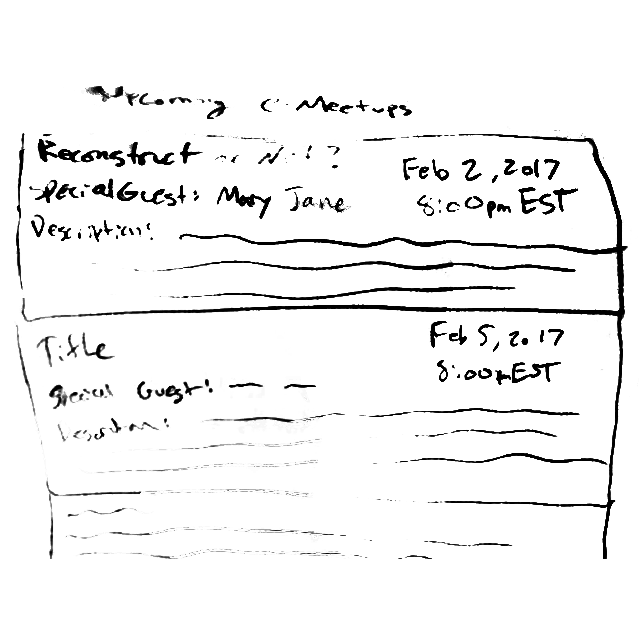 Upcoming e-Meetups
Reconstruct or Not?
Feb 2, 2017
Special Guest: Mary Jane
8:00pm EST
Description:
Title
Feb 5, 2017
8:00pm EST
Special Guest:
Description: